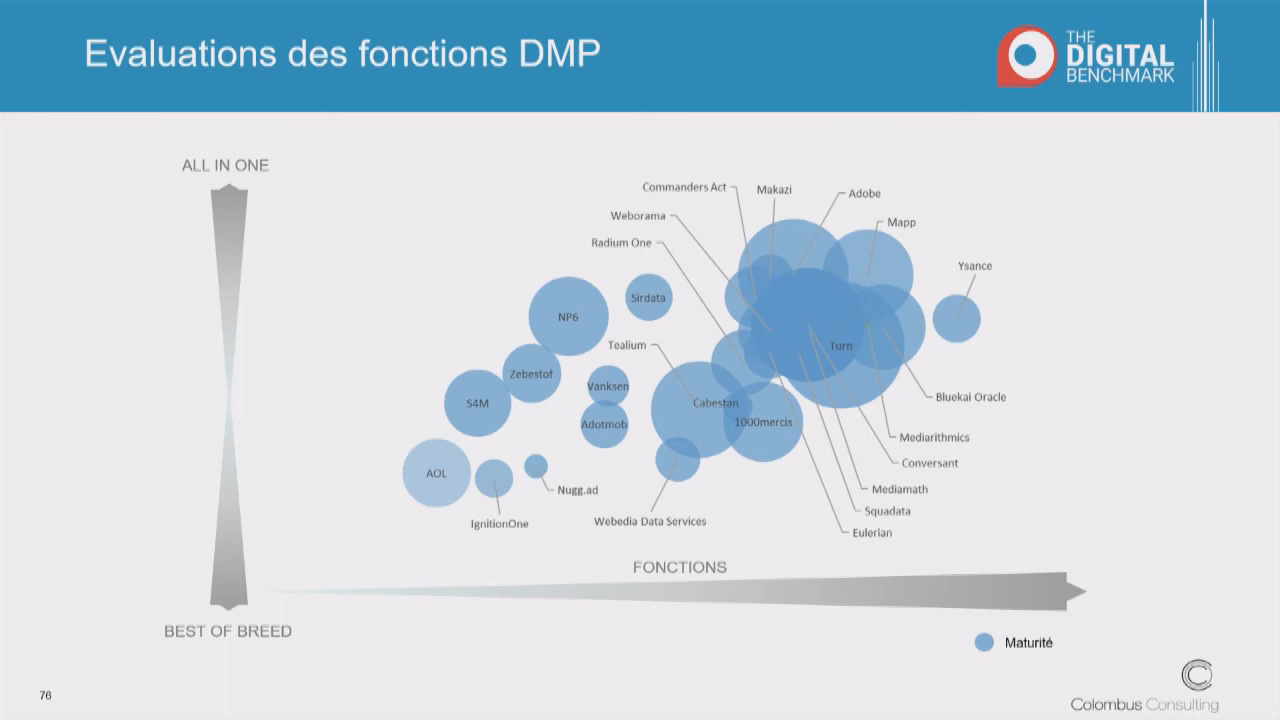 Evaluations des fonctions DMP
THE
DIGITAL
BENCHMARK
ALL IN ONE
Commanders Act
Makazi
Adobe
Weborama
Mapp
Radium One
Ysance
Sirdata
NP6
Tealium
Turn
Zebestof
Vanksen
S4M
Cabestan
Bluekai Oracle
Adotmob
1000mercis
Mediarithmics
Conversant
AOL
Nugg.ad
Mediamath
Squadata
IgnitionOne
Webedia Data Services
Eulerian
FONCTIONS
BEST OF BREED
Maturité
76
Colombus Consulting